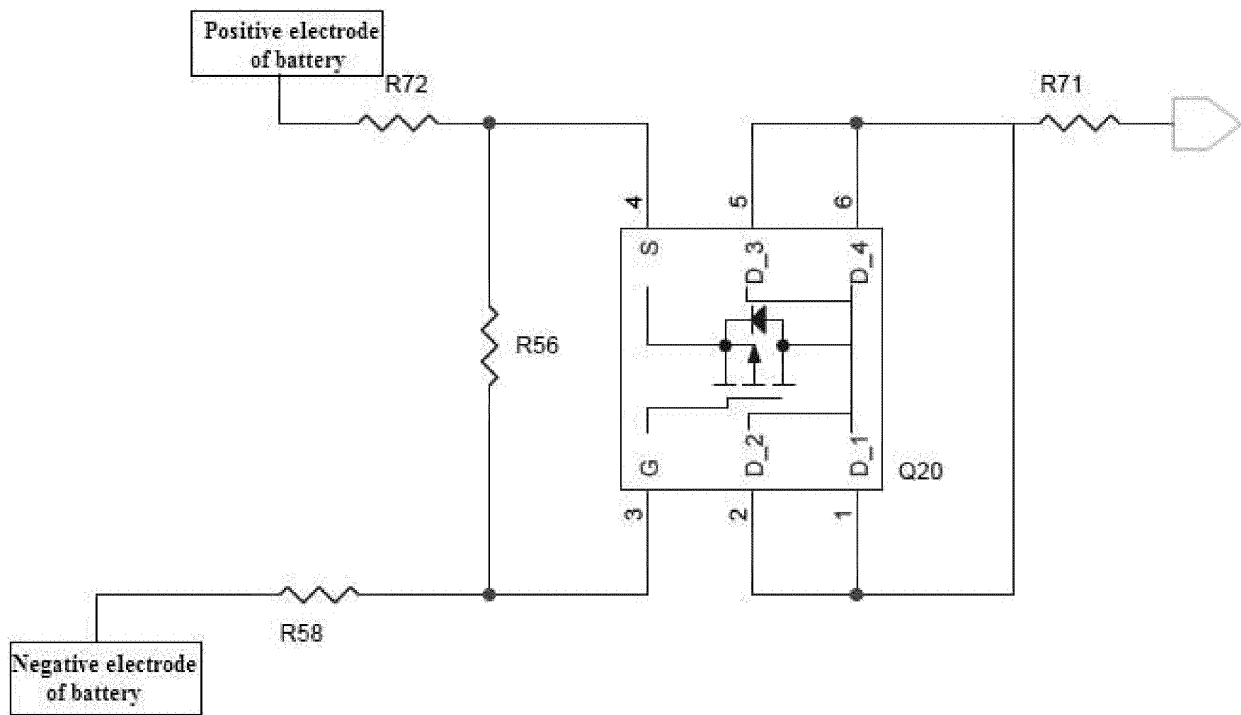 Positive electrode
of battery
R72
R71
4
5
6
S
D_3
D_4
R56
G
D_2
D_1
Q20
3
2
1
R58
Negative electrode
of battery